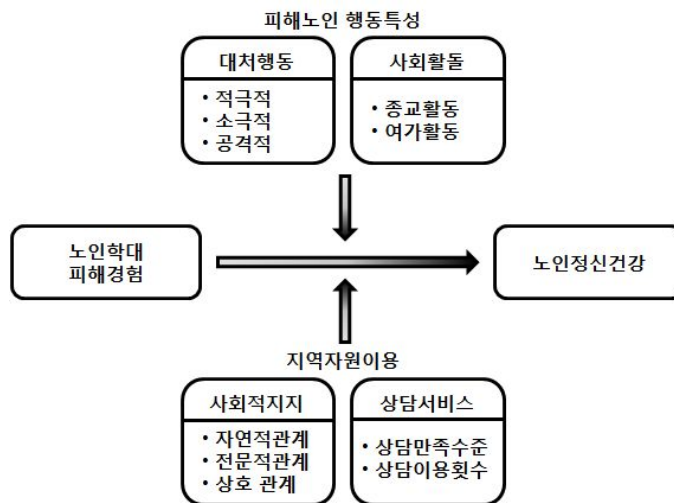 피해노인 행동특성
대처행동
• 적극적
• 소극적
• 공격적
사회활돌
• 종교활동
• 여가활동
노인학대
피해경험
노인정신건강
지역자원이용
사회적지지
• 자연적관계
• 전문적관계
• 상호 관계
상담서비스
• 상담만족수준
• 상담이용횟수